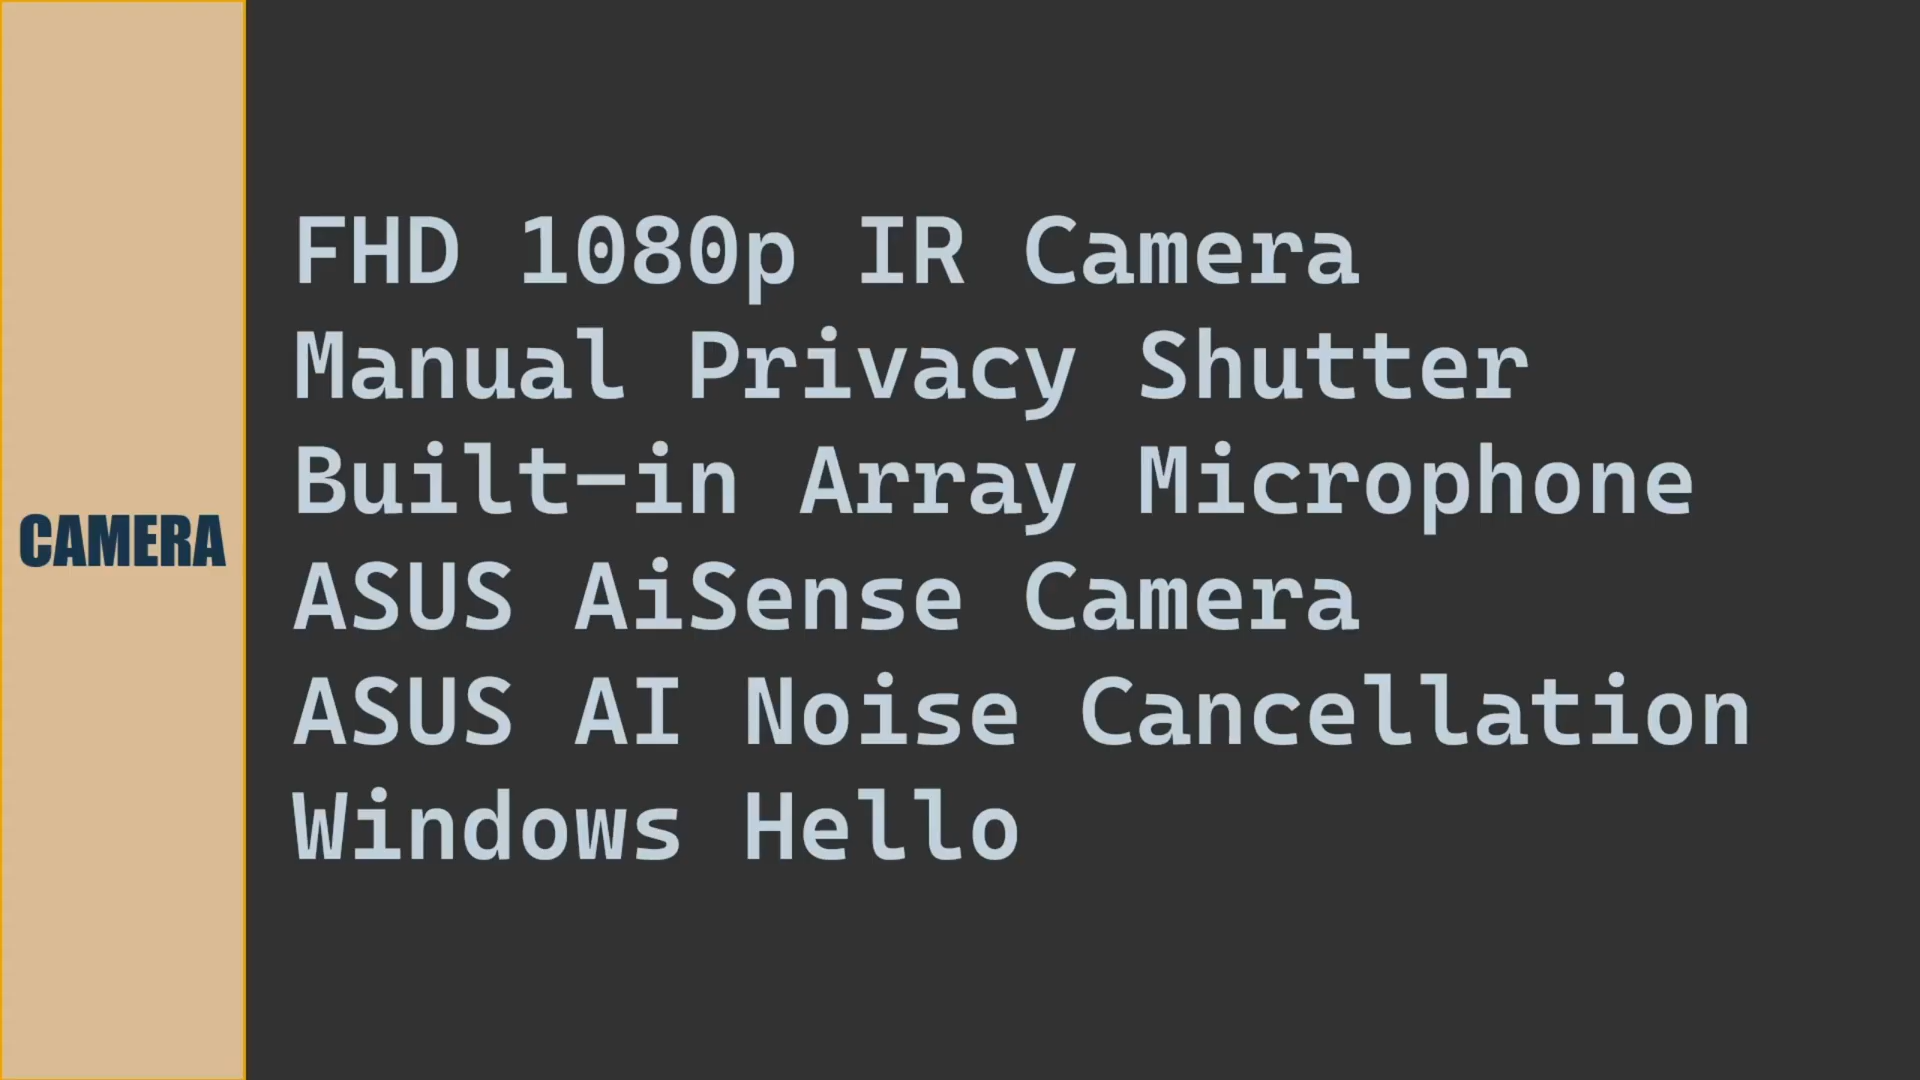 CAMERA
FHD 1080p IR Camera
Manual Privacy Shutter
Built-in Array Microphone
ASUS AiSense Camera
ASUS AI Noise Cancellation
Windows Hello